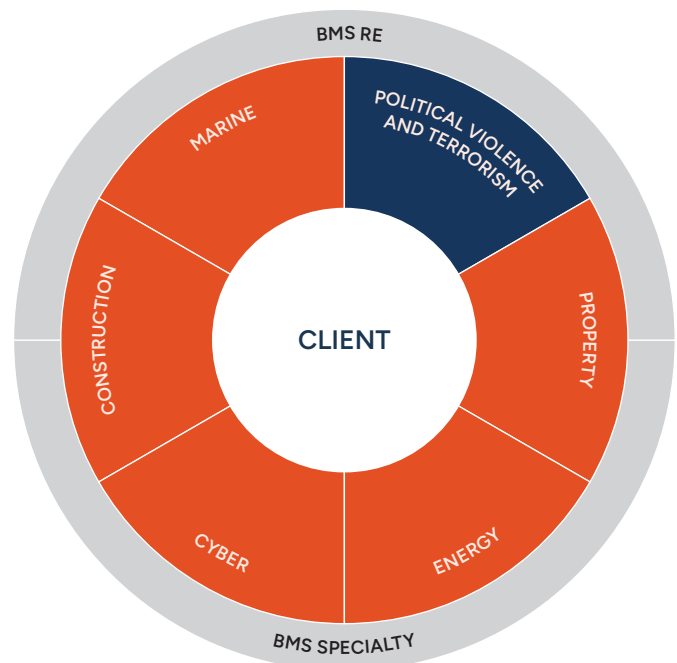 BMS RE
MARINE
POLITICAL VIOLENCE
AND TERRORISM
CONSTRUCTION
CLIENT
PROPERTY
CYBER
ENERGY
BMS SPECIALTY